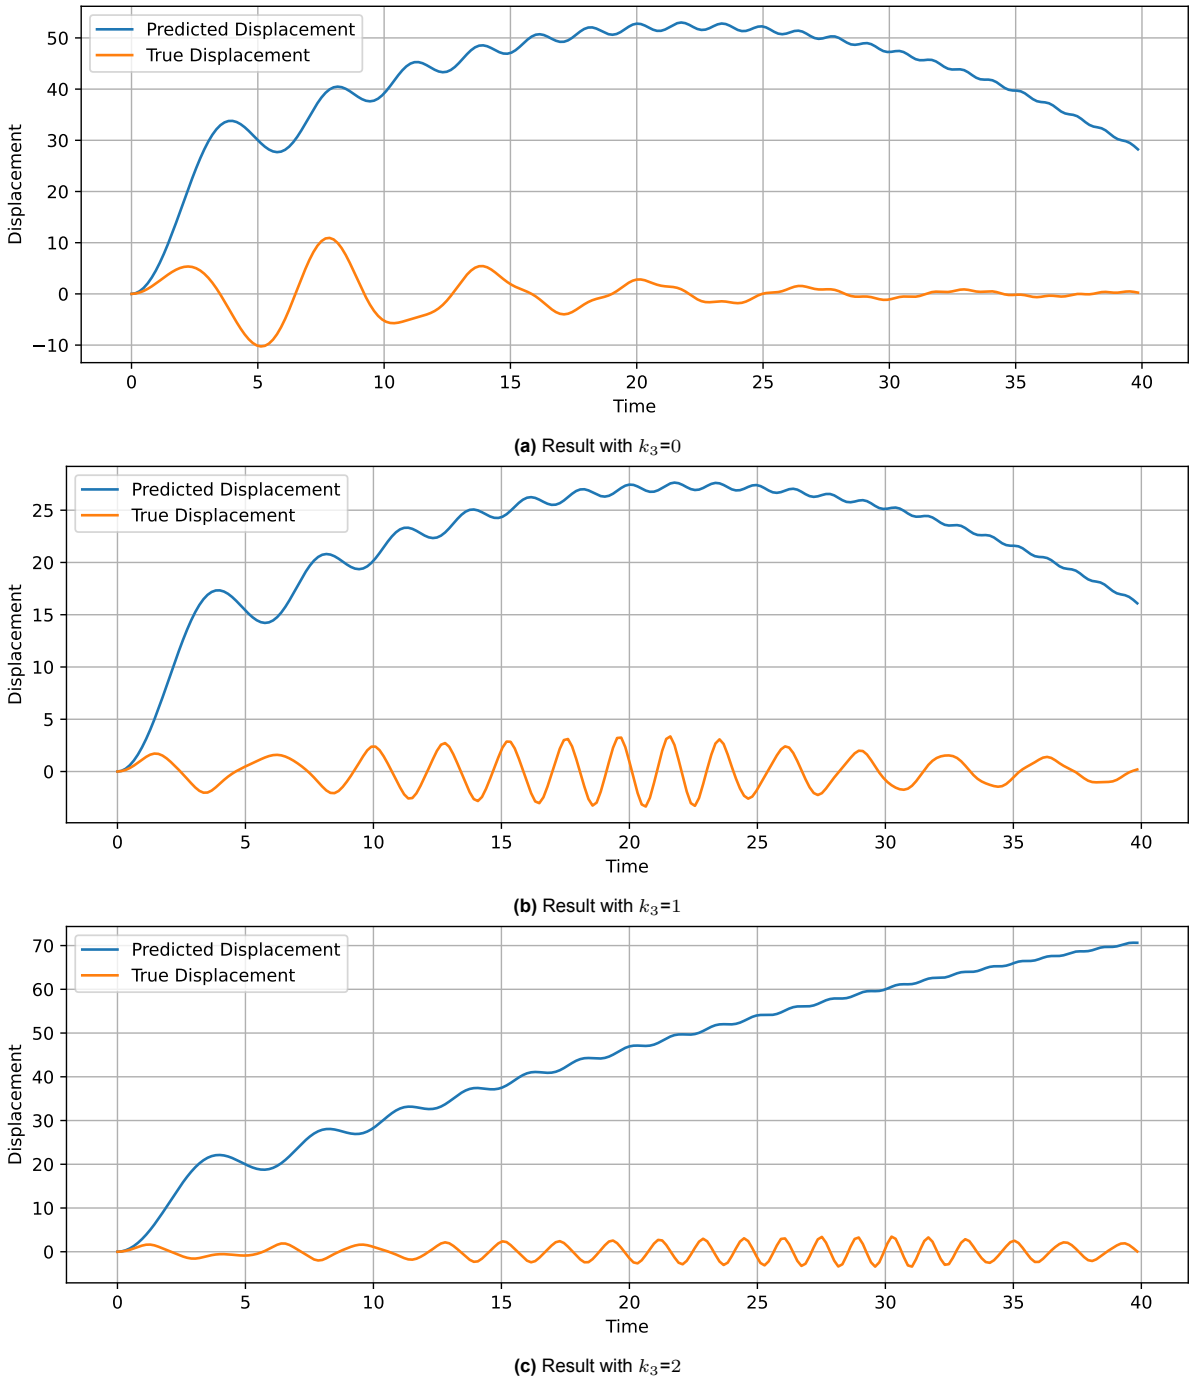 Predicted Displacement
True Displacement
50
40
30
20
10
0
−10
Displacement
0 5 10 15 20 25 30 35 40
Time
(a) Result with k₃=0
Predicted Displacement
True Displacement
25
20
15
10
5
0
Displacement
0 5 10 15 20 25 30 35 40
Time
(b) Result with k₃=1
Predicted Displacement
True Displacement
70
60
50
40
30
20
10
0
Displacement
0 5 10 15 20 25 30 35 40
Time
(c) Result with k₃=2